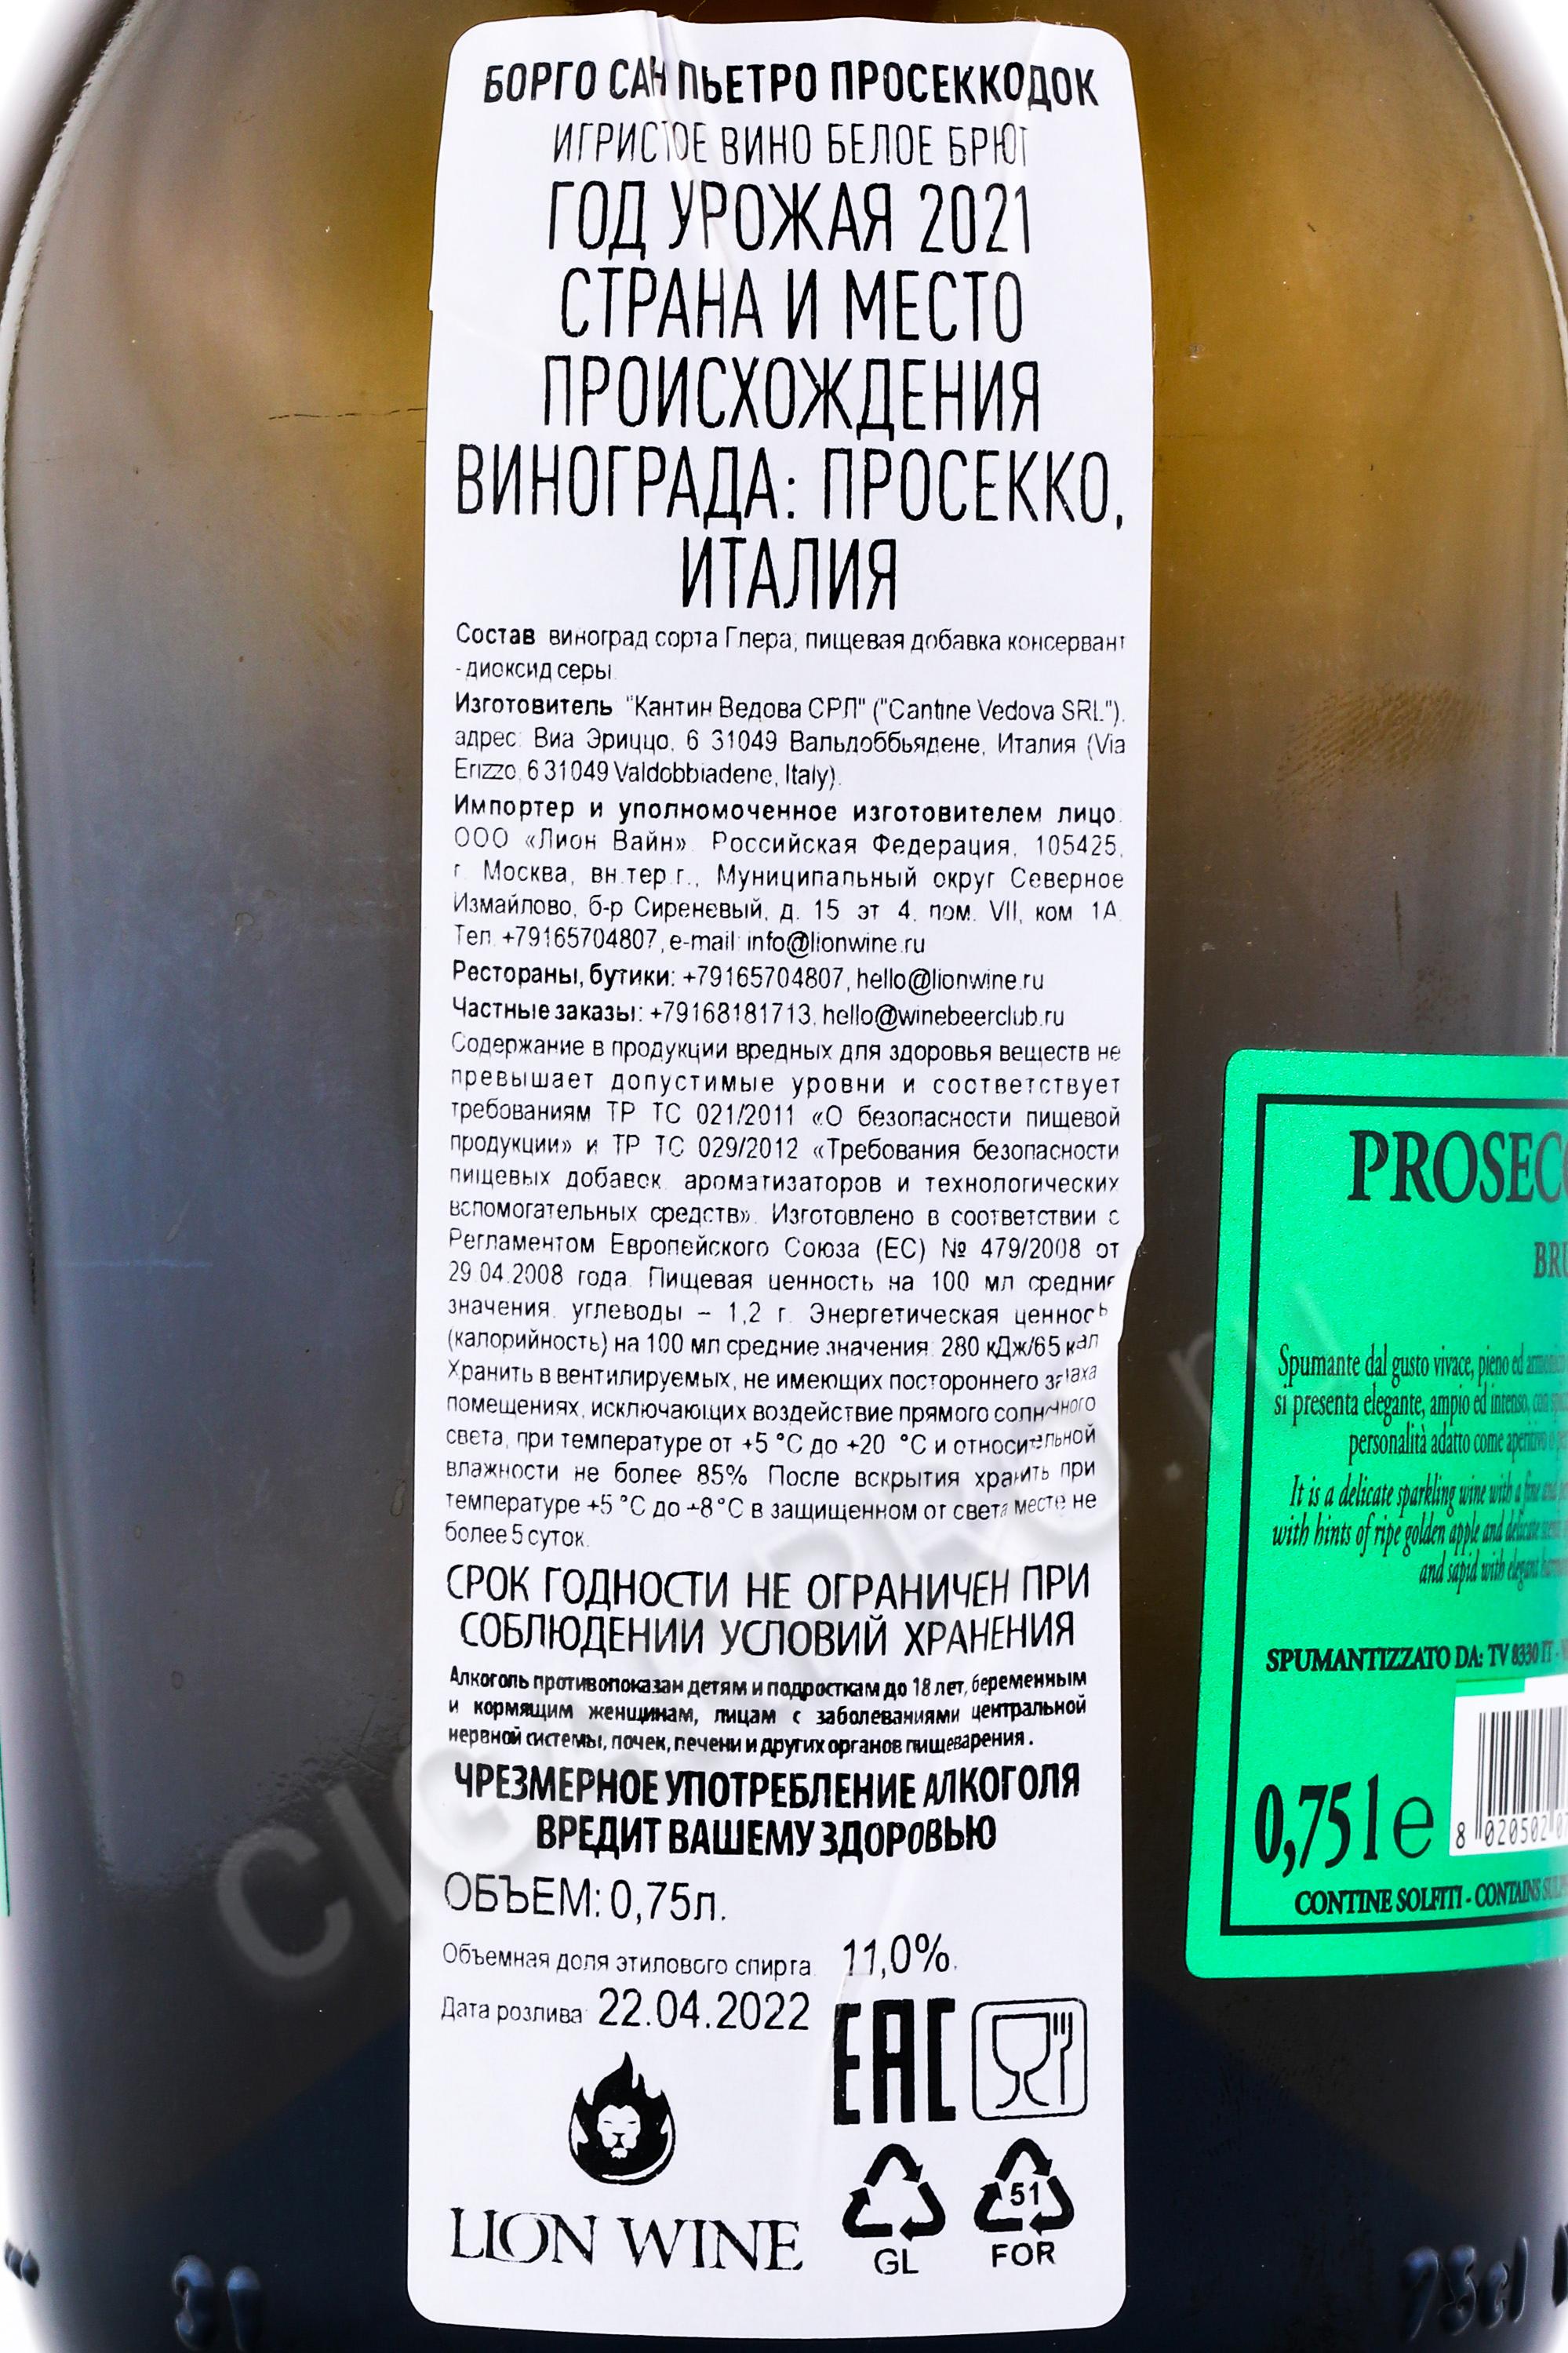 БОРГО САН ПЬЕТРО ПРОСЕККОДОК
ИГРИСТОЕ ВИНО БЕЛОЕ БРЮТ
ГОД УРОЖАЯ 2021
СТРАНА И МЕСТО
ПРОИСХОЖДЕНИЯ
ВИНОГРАДА: ПРОСЕККО,
ИТАЛИЯ
Состав виноград сорта Глера, пищевая добавка консервант
- диоксид серы.
Изготовитель "Кантин Ведова СРЛ" ("Cantine Vedova SRL").
адрес: Виа Эриццо, 6 31049 Вальдоббьядене, Италия (Via
Erizzo, 6 31049 Valdobbiadene, Italy).
Импортер и уполномоченное изготовителем лицо:
ООО «Лион Вайн». Российская Федерация, 105425,
г. Москва, вн.тер.г., Муниципальный округ Северное
Измайлово, б-р Сиреневый, д. 15 эт 4, пом. VII, ком 1А.
Тел. +79165704807, e-mail: info@lionwine.ru
Рестораны, бутики: +79165704807, hello@lionwine.ru
Частные заказы: +79168181713, hello@winebeerclub.ru
Содержание в продукции вредных для здоровья веществ не
превышает допустимые уровни и соответствует
требованиям ТР ТС 021/2011 «О безопасности пищевой
продукции» и ТР ТС 029/2012 «Требования безопасности
пищевых добавок, ароматизаторов и технологических
вспомогательных средств». Изготовлено в соответствии с
Регламентом Европейского Союза (ЕС) № 479/2008 от
29.04.2008 года. Пищевая ценность на 100 мл средние
значения: углеводы – 1,2 г. Энергетическая ценность
(калорийность) на 100 мл средние значения: 280 кДж/65 кал
Хранить в вентилируемых, не имеющих постороннего запаха
помещениях, исключающих воздействие прямого солнечного
света, при температуре от +5 °С до +20 °С и относительной
влажности не более 85%. После вскрытия хранить при
температуре +5 °С до +8°С в защищенном от света месте не
более 5 суток.
СРОК ГОДНОСТИ НЕ ОГРАНИЧЕН ПРИ
СОБЛЮДЕНИИ УСЛОВИЙ ХРАНЕНИЯ
Алкоголь противопоказан детям и подросткам до 18 лет, беременным
и кормящим женщинам, лицам с заболеваниями центральной
нервной системы, почек, печени и других органов пищеварения.
ЧРЕЗМЕРНОЕ УПОТРЕБЛЕНИЕ АЛКОГОЛЯ
ВРЕДИТ ВАШЕМУ ЗДОРОВЬЮ
ОБЪЕМ: 0,75л.
Объемная доля этилового спирта 11,0%.
Дата розлива: 22.04.2022
EAC
LION WINE
GL
51
FOR
PROSEC
BRU
Spumante dal gusto vivace, pieno ed
si presenta elegante, ampio ed intenso, con
personalità adatto come aperitivo
It is a delicate sparkling wine with a fine and
with hints of ripe golden apple and delicate
and sapid with elegant
SPUMANTIZZATO DA: TV 8330 IT -
0,75 l e
8 020502
CONTINE SOLFITI - CONTAINS
31
75cl